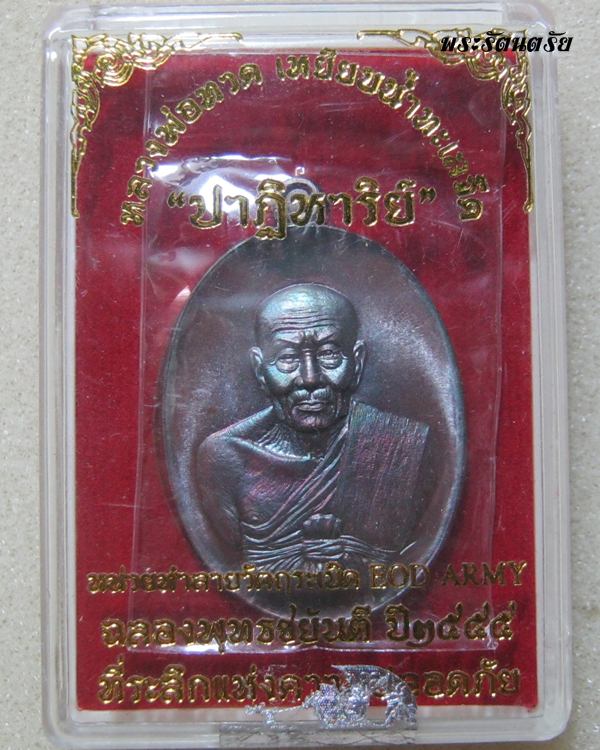 พระรัตนตรัย
หลวงพ่อทวด เหยียบน้ำทะเลจืด
“ปาฏิหาริย์”
หน่วยทำลายวัตถุระเบิด EOD ARMY
ฉลองพุทธชยันตี ปี๒๕๕๕
ที่ระลึกแห่งความปลอดภัย